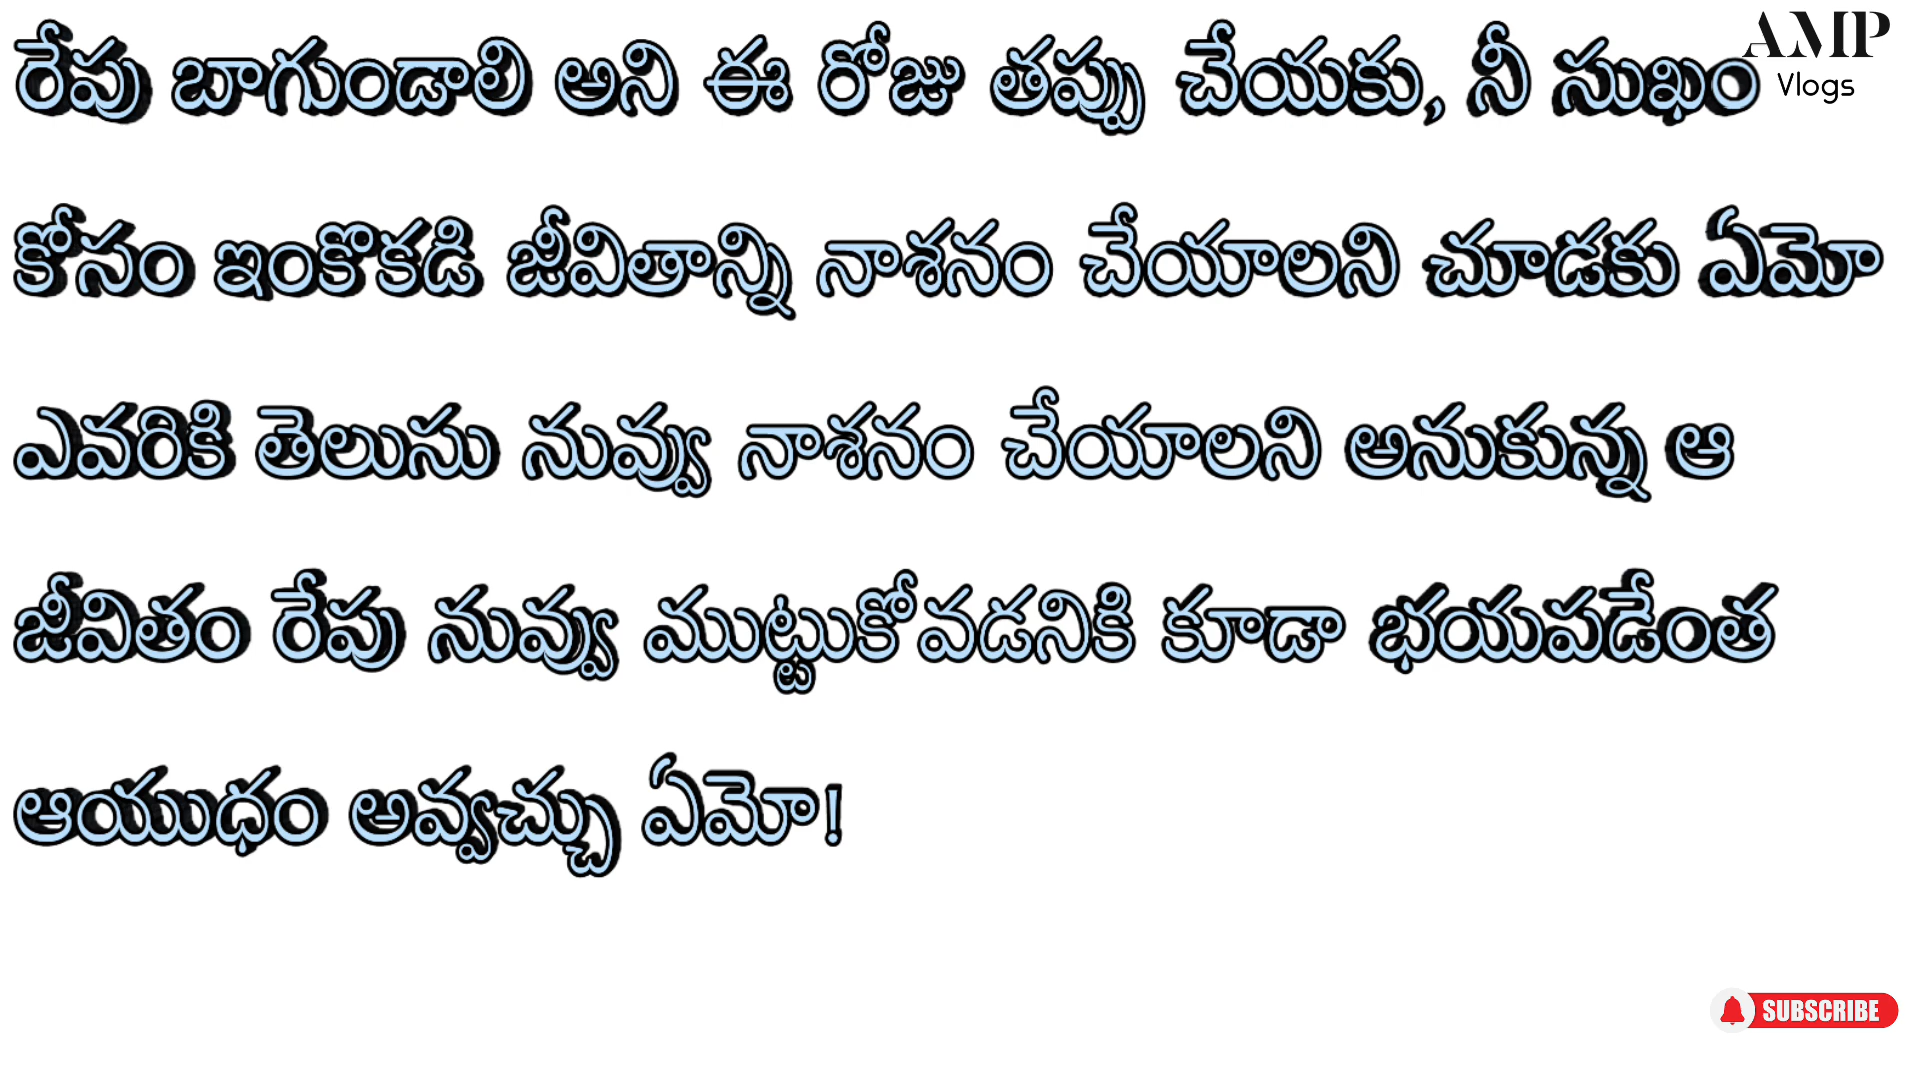 రేపు బాగుండాలి అని ఈ రోజు తప్పు చేయకు, నీ సుఖం
AMP
Vlogs
కోసం ఇంకొకడి జీవితాన్ని నాశనం చేయాలని చూడకు ఏమో
ఎవరికి తెలుసు నువ్వు నాశనం చేయాలని అనుకున్న ఆ
జీవితం రేపు నువ్వు ముట్టుకోవడనికి కూడా భయపడేంత
ఆయుధం అవ్వచ్చు ఏమో!
SUBSCRIBE